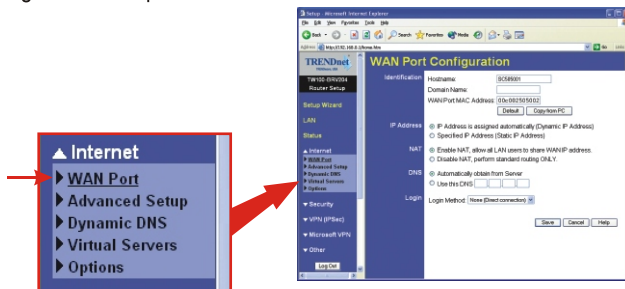 Setup - Microsoft Internet Explorer
File Edit View Favorites Tools Help
Back Search Favorites Media
Go
TRENDnet
TW100-BRV204
Router Setup
Setup Wizard
LAN
Status
Internet
WAN Port
Advanced Setup
Dynamic DNS
Virtual Servers
Options
Security
VPN (IPSec)
Microsoft VPN
Other
Log Out
WAN Port Configuration
Identification
Hostname:
Domain Name:
WAN Port MAC Address:
Default Copy from PC
IP Address
IP Address is assigned automatically (Dynamic IP Address)
Specified IP Address (Static IP Address)
NAT
Enable NAT, allow all LAN users to share WAN IP address.
Disable NAT, perform standard routing ONLY.
DNS
Automatically obtain from Server
Use this DNS
Login
Login Method: None (Direct connection)
Save Cancel Help
Internet
WAN Port
Advanced Setup
Dynamic DNS
Virtual Servers
Options